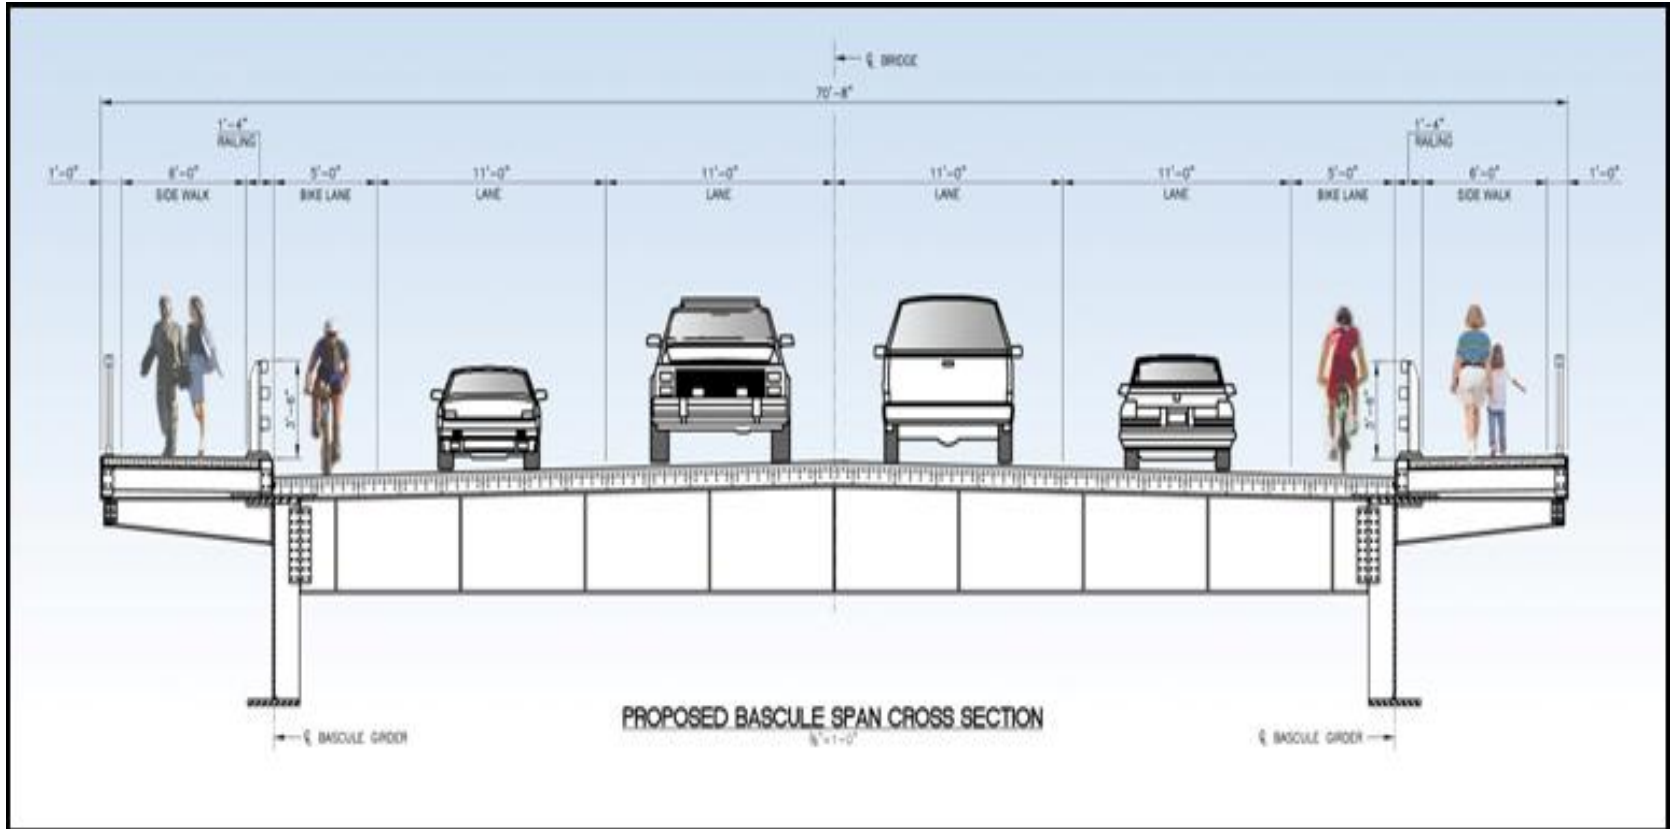 ℄ BRIDGE
70'-8"
1'-4"
RAILING
1'-4"
RAILING
1'-0" 6'-0" 5'-0" 11'-0" 11'-0" 11'-0" 11'-0" 5'-0" 6'-0" 1'-0"
SIDE WALK BIKE LANE LANE LANE LANE LANE BIKE LANE SIDE WALK
3'-6"
3'-6"
PROPOSED BASCULE SPAN CROSS SECTION
℄ BASCULE GIRDER
℄ BASCULE GIRDER